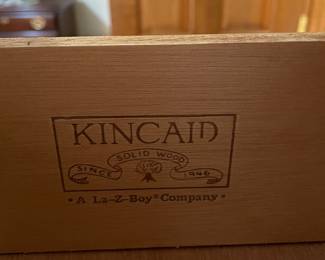 KINCAID
SOLID WOOD
SINCE 1946
• A La-Z-Boy® Company •